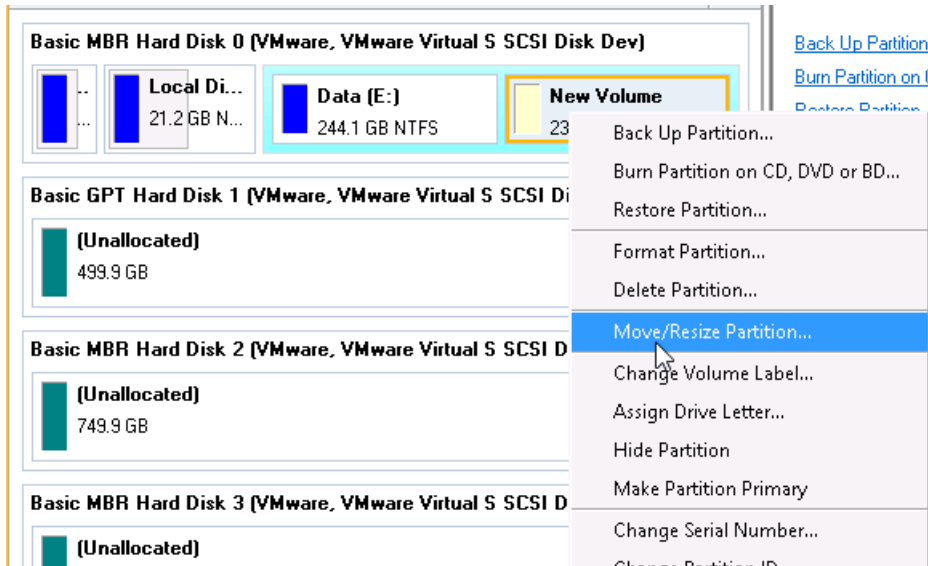 Basic MBR Hard Disk 0 (VMware, VMware Virtual S SCSI Disk Dev)
..
...
Local Di...
21.2 GB N...
Data (E:)
244.1 GB NTFS
New Volume
23
Basic GPT Hard Disk 1 (VMware, VMware Virtual S SCSI Di
(Unallocated)
499.9 GB
Basic MBR Hard Disk 2 (VMware, VMware Virtual S SCSI D
(Unallocated)
749.9 GB
Basic MBR Hard Disk 3 (VMware, VMware Virtual S SCSI D
(Unallocated)
Back Up Partition
Burn Partition on
Restore Partition
Back Up Partition...
Burn Partition on CD, DVD or BD...
Restore Partition...
Format Partition...
Delete Partition...
Move/Resize Partition...
Change Volume Label...
Assign Drive Letter...
Hide Partition
Make Partition Primary
Change Serial Number...
Change Partition ID